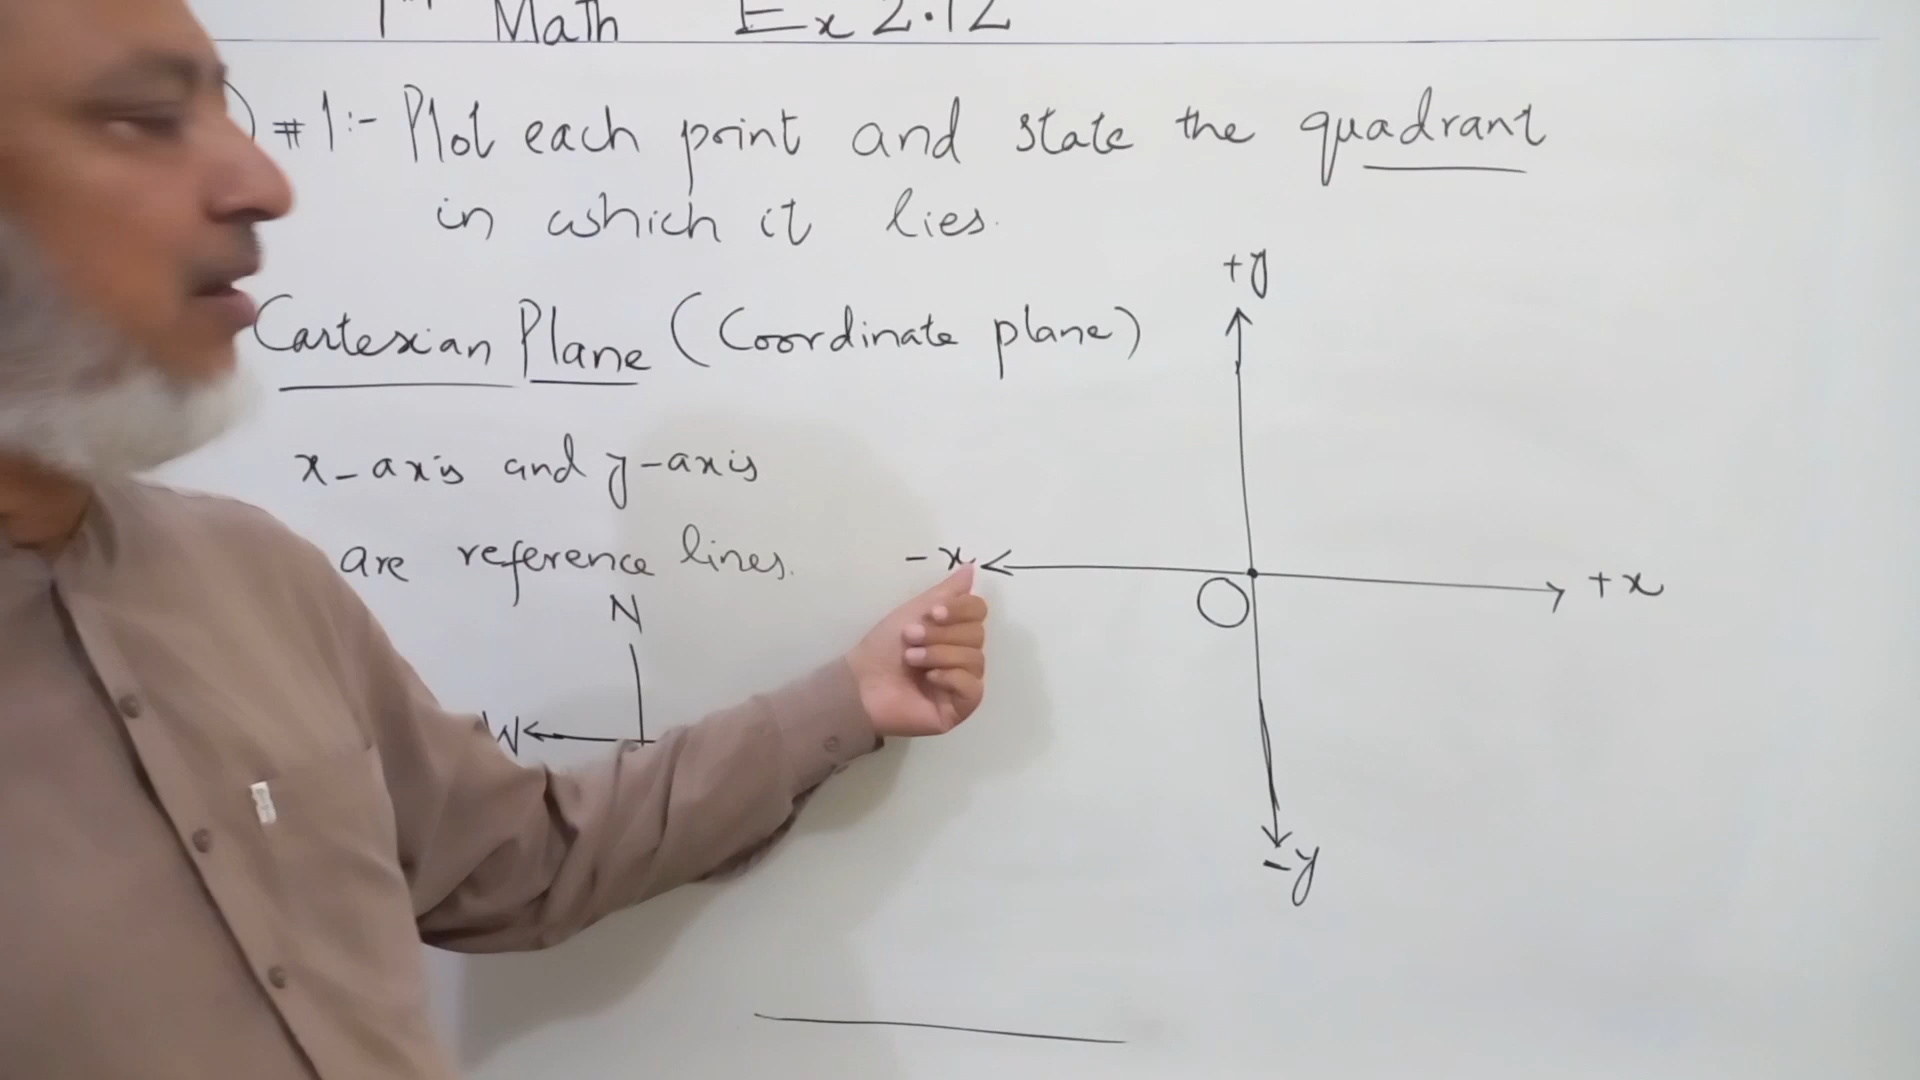 Math Ex 2.12
#1:- Plot each point and state the quadrant
in which it lies.
Cartesian Plane (Coordinate plane)
x-axis and y-axis
are reference lines.
N
W
+y
-x
O
+x
-y